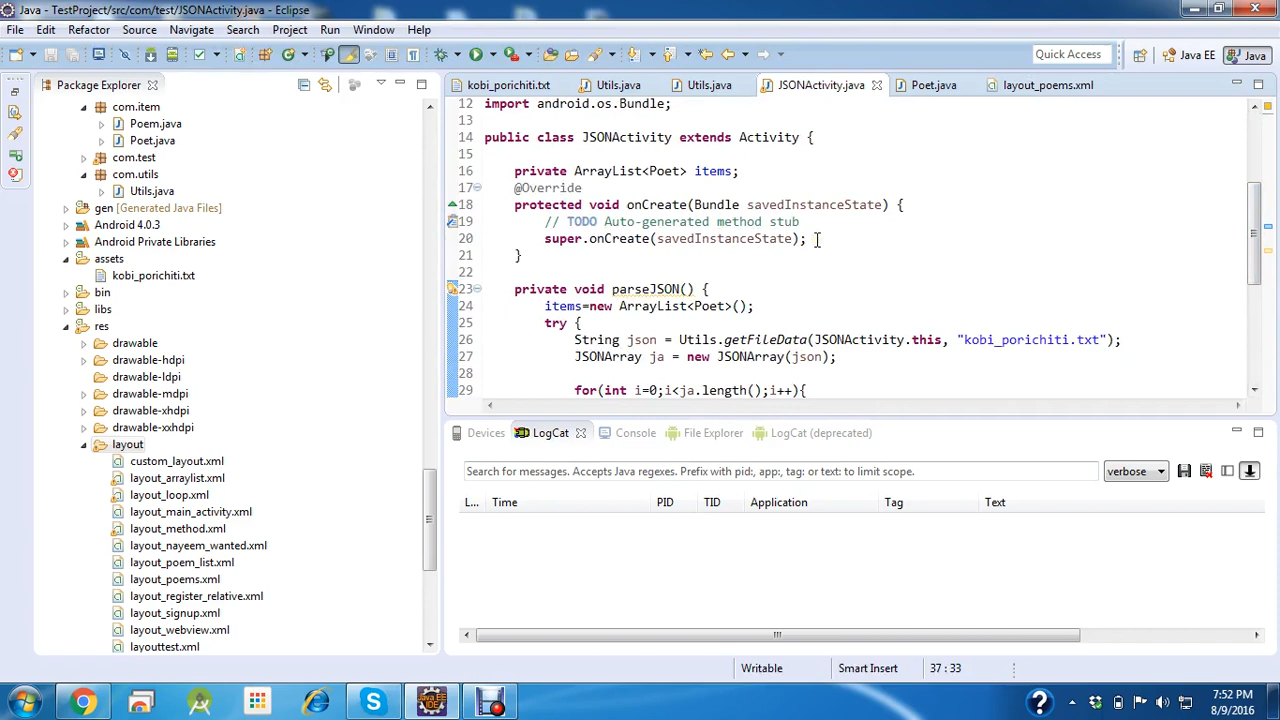 Java - TestProject/src/com/test/JSONActivity.java - Eclipse
File Edit Refactor Source Navigate Search Project Run Window Help
Quick Access Java EE Java
Package Explorer
com.item
Poem.java
Poet.java
com.test
com.utils
Utils.java
gen [Generated Java Files]
Android 4.0.3
Android Private Libraries
assets
kobi_porichiti.txt
bin
libs
res
drawable
drawable-hdpi
drawable-ldpi
drawable-mdpi
drawable-xhdpi
drawable-xxhdpi
layout
custom_layout.xml
layout_arraylist.xml
layout_loop.xml
layout_main_activity.xml
layout_method.xml
layout_nayeem_wanted.xml
layout_poem_list.xml
layout_poems.xml
layout_register_relative.xml
layout_signup.xml
layout_webview.xml
layouttest.xml
kobi_porichiti.txt Utils.java Utils.java JSONActivity.java Poet.java layout_poems.xml
12 import android.os.Bundle;
13
14 public class JSONActivity extends Activity {
15
16 private ArrayList<Poet> items;
17 @Override
18 protected void onCreate(Bundle savedInstanceState) {
19 // TODO Auto-generated method stub
20 super.onCreate(savedInstanceState);
21 }
22
23 private void parseJSON() {
24 items=new ArrayList<Poet>();
25 try {
26 String json = Utils.getFileData(JSONActivity.this, "kobi_porichiti.txt");
27 JSONArray ja = new JSONArray(json);
28
29 for(int i=0;i<ja.length();i++){
Devices LogCat Console File Explorer LogCat (deprecated)
Search for messages. Accepts Java regexes. Prefix with pid:, app:, tag: or text: to limit scope. verbose
L... Time PID TID Application Tag Text
Writable Smart Insert 37 : 33
7:52 PM
8/9/2016